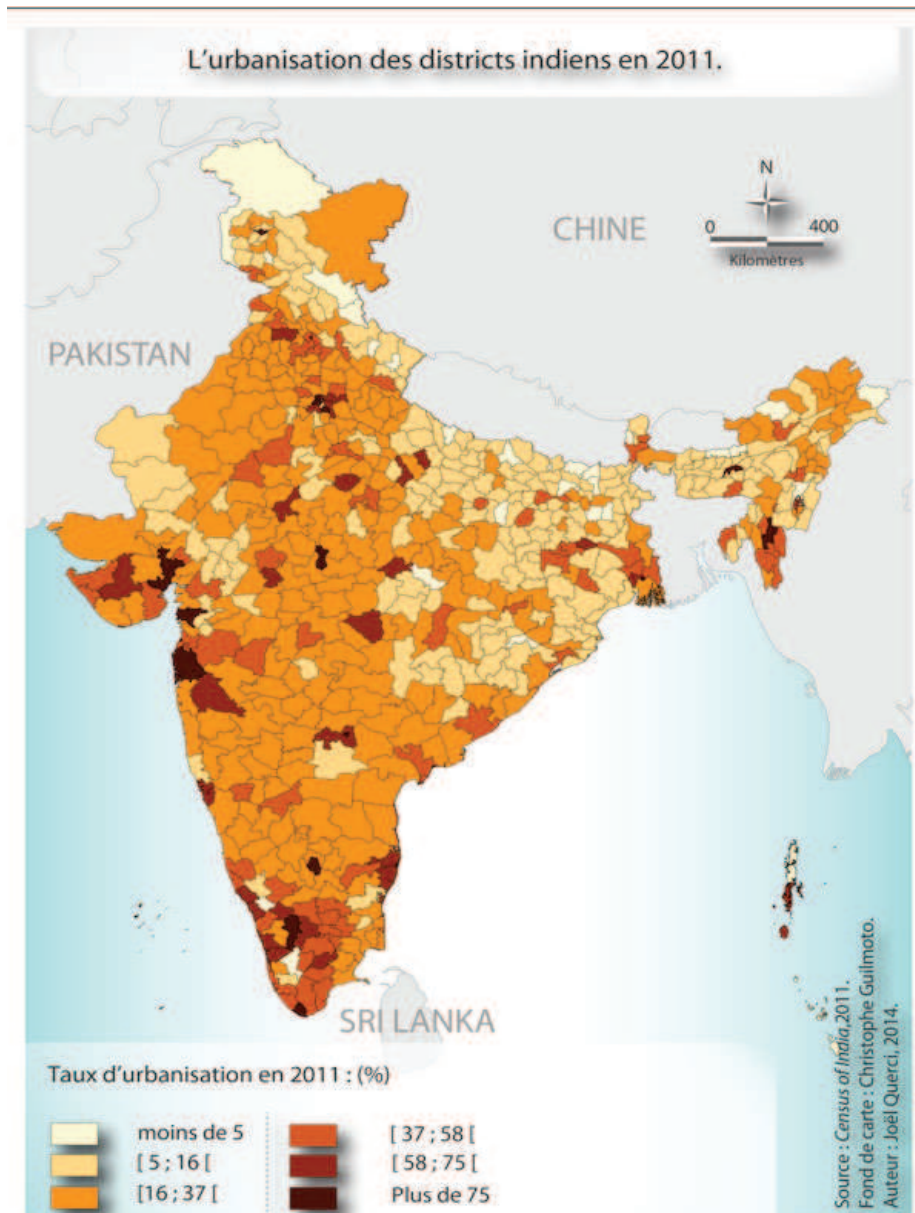 L'urbanisation des districts indiens en 2011.
N
0 400
Kilomètres
CHINE
PAKISTAN
SRI LANKA
Taux d'urbanisation en 2011 : (%)
moins de 5
[ 5 ; 16 [
[16 ; 37 [
[ 37 ; 58 [
[ 58 ; 75 [
Plus de 75
Source : Census of India,2011.
Fond de carte : Christophe Guilmoto.
Auteur : Joël Querci, 2014.